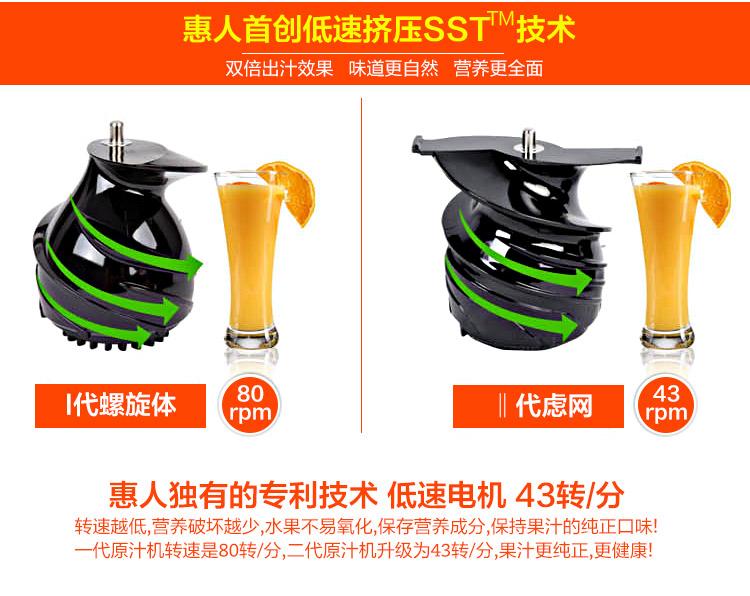 惠人首创低速挤压SST™技术
双倍出汁效果 味道更自然 营养更全面
Ⅰ代螺旋体
80
rpm
Ⅱ代虑网
43
rpm
惠人独有的专利技术 低速电机 43转/分
转速越低,营养破坏越少,水果不易氧化,保存营养成分,保持果汁的纯正口味!
一代原汁机转速是80转/分,二代原汁机升级为43转/分,果汁更纯正,更健康!